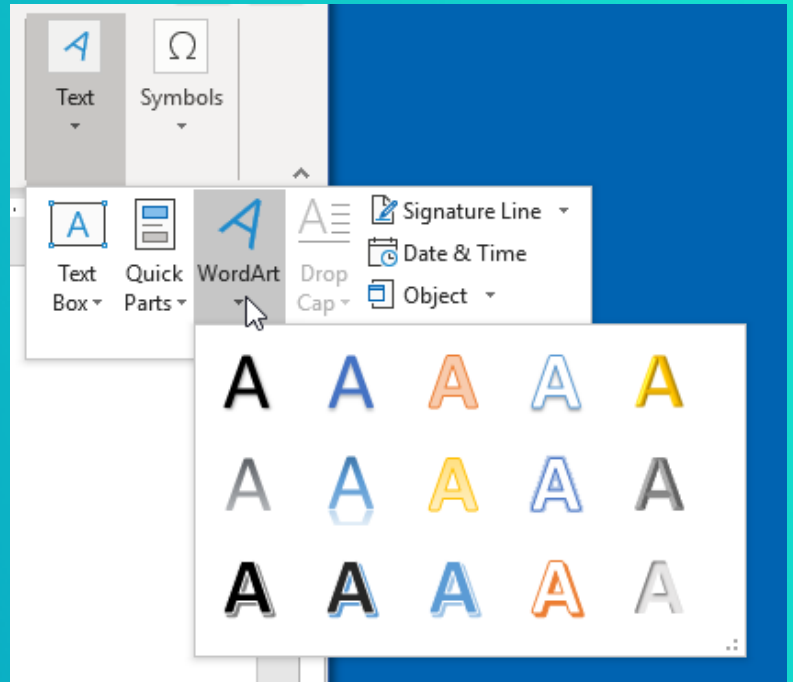 Text
Symbols
Text
Box
Quick
Parts
WordArt
Drop
Cap
Signature Line
Date & Time
Object
A A A A A
A A A A A
A A A A A